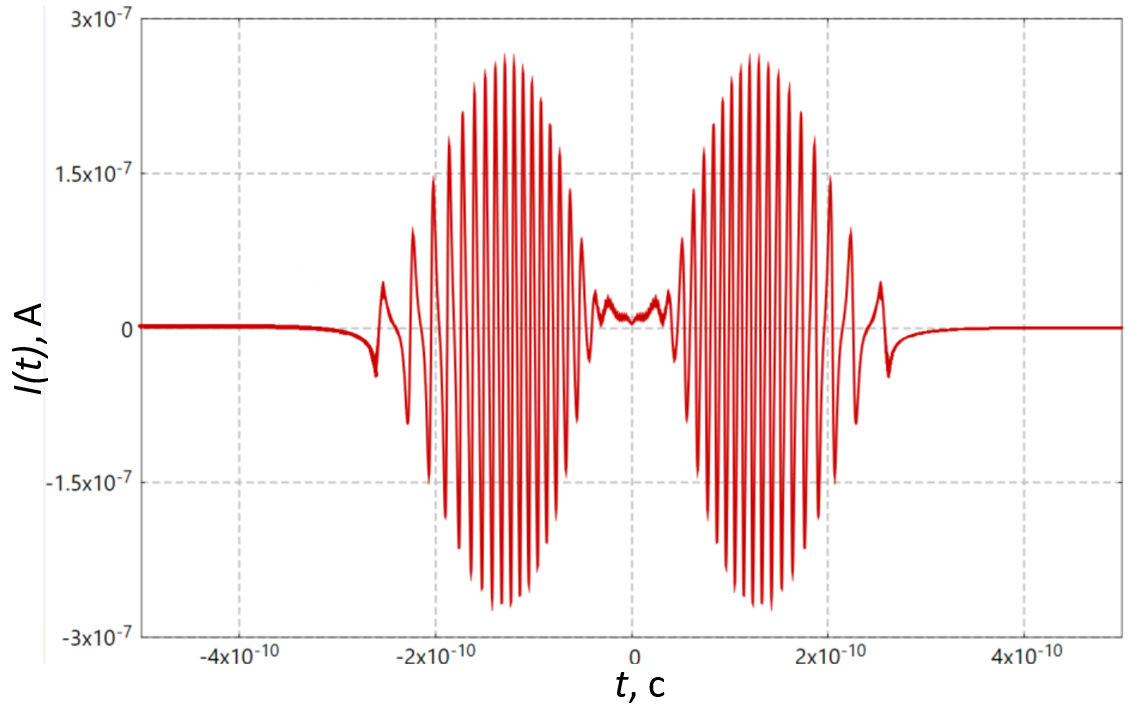 3x10⁻⁷
1.5x10⁻⁷
0
-1.5x10⁻⁷
-3x10⁻⁷
I(t), A
-4x10⁻¹⁰
-2x10⁻¹⁰
0
2x10⁻¹⁰
4x10⁻¹⁰
t, c